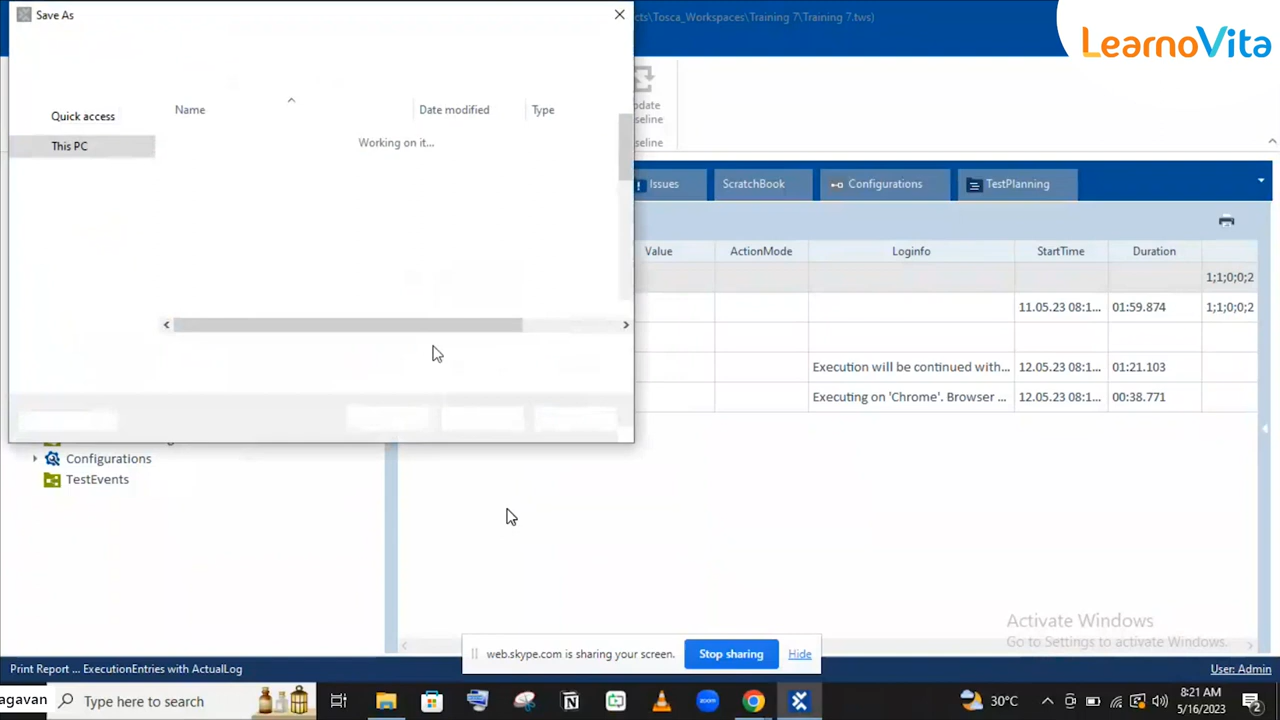 Save As
cts\Tosca_Workspaces\Training 7\Training 7.tws)
LearnoVita
Quick access
This PC
Name
Date modified
Type
Working on it...
date
seline
seline
Issues
ScratchBook
Configurations
TestPlanning
Value
ActionMode
Loginfo
StartTime
Duration
1;1;0;0;2
11.05.23 08:1...
01:59.874
1;1;0;0;2
Execution will be continued with...
12.05.23 08:1...
01:21.103
Executing on 'Chrome'. Browser ...
12.05.23 08:1...
00:38.771
Configurations
TestEvents
Activate Windows
Go to Settings to activate Windows.
web.skype.com is sharing your screen.
Stop sharing
Hide
Print Report ... ExecutionEntries with ActualLog
User: Admin
agavan
Type here to search
30°C
8:21 AM
5/16/2023
2